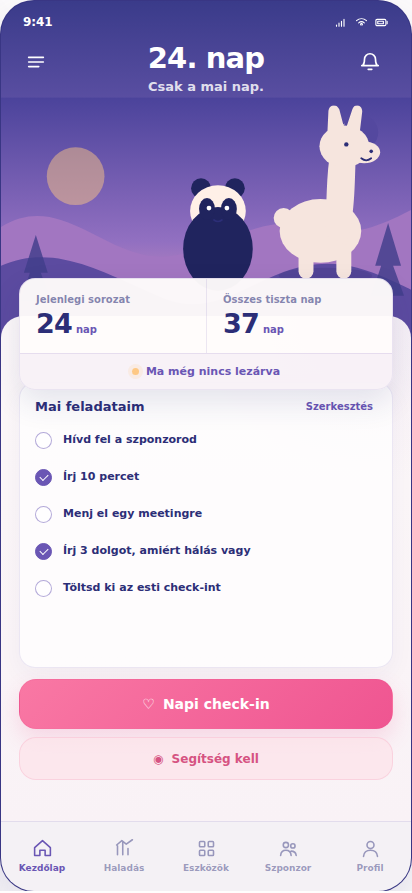 9:41
24. nap
Csak a mai nap.
Jelenlegi sorozat
24 nap
Összes tiszta nap
37 nap
Ma még nincs lezárva
Mai feladataim
Szerkesztés
Hívd fel a szponzorod
Írj 10 percet
Menj el egy meetingre
Írj 3 dolgot, amiért hálás vagy
Töltsd ki az esti check-int
Napi check-in
Segítség kell
Kezdőlap
Haladás
Eszközök
Szponzor
Profil